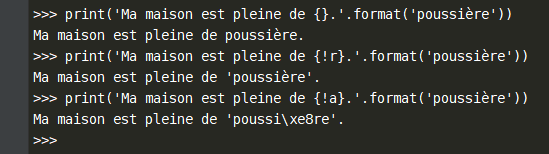 >>> print('Ma maison est pleine de {}.'.format('poussière'))
Ma maison est pleine de poussière.
>>> print('Ma maison est pleine de {!r}.'.format('poussière'))
Ma maison est pleine de 'poussière'.
>>> print('Ma maison est pleine de {!a}.'.format('poussière'))
Ma maison est pleine de 'poussi\xe8re'.
>>>